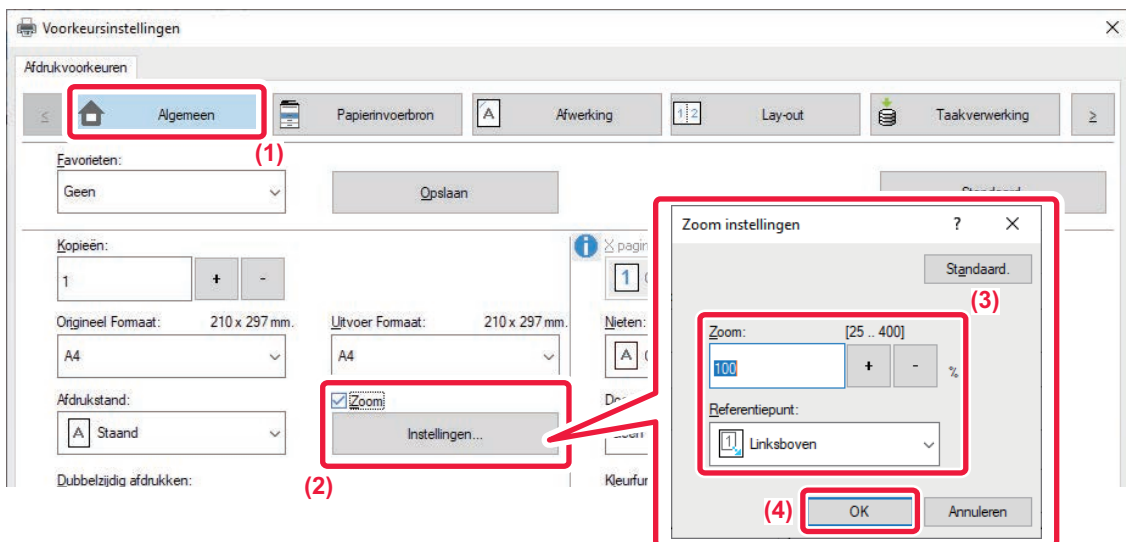 Voorkeursinstellingen
Afdrukvoorkeuren
Algemeen Papierinvoerbron Afwerking Lay-out Taakverwerking
(1)
Favorieten:
Geen Opslaan
Zoom instellingen ? X
Standaard.
(3)
Kopieën:
1 + -
Origineel Formaat: 210 x 297 mm. Uitvoer Formaat: 210 x 297 mm. Nieten:
A4 A4
Zoom: [25 .. 400]
100 + - %
Afdrukstand: Zoom
Staand Instellingen...
Referentiepunt:
Linksboven
Dubbelzijdig afdrukken:
(2)
(4) OK Annuleren